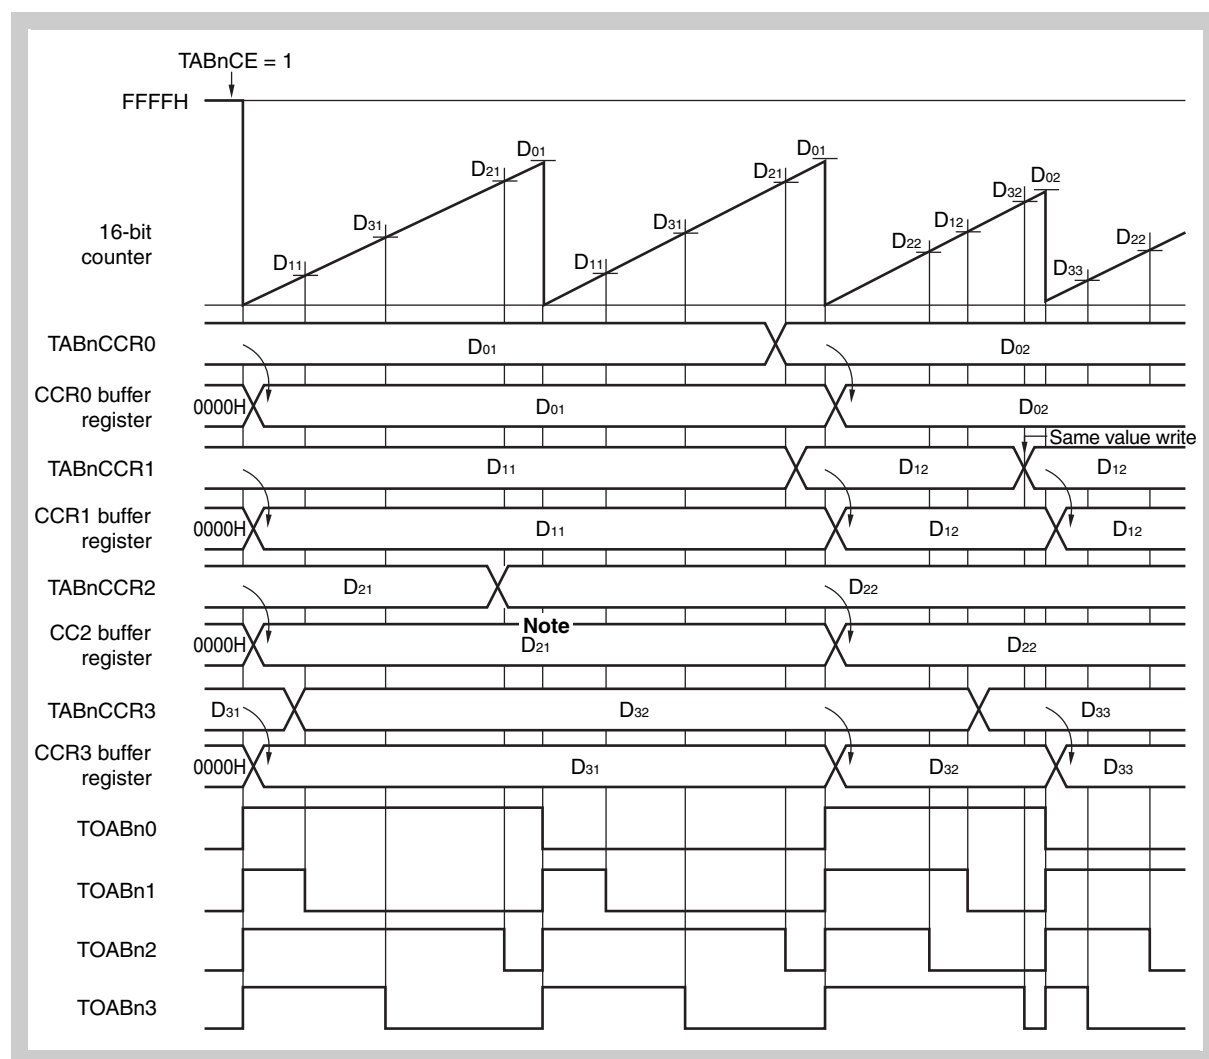 TABnCE = 1
FFFFH
D01
D01
D21
D21
D32
D02
D31
D31
D12
16-bit
counter
D22
D22
D11
D11
D33
TABnCCR0
D01
D02
CCR0 buffer
register
0000H
D01
D02
Same value write
TABnCCR1
D11
D12
D12
CCR1 buffer
register
0000H
D11
D12
D12
TABnCCR2
D21
D22
Note
CC2 buffer
register
0000H
D21
D22
TABnCCR3
D31
D32
D33
CCR3 buffer
register
0000H
D31
D32
D33
TOABn0
TOABn1
TOABn2
TOABn3